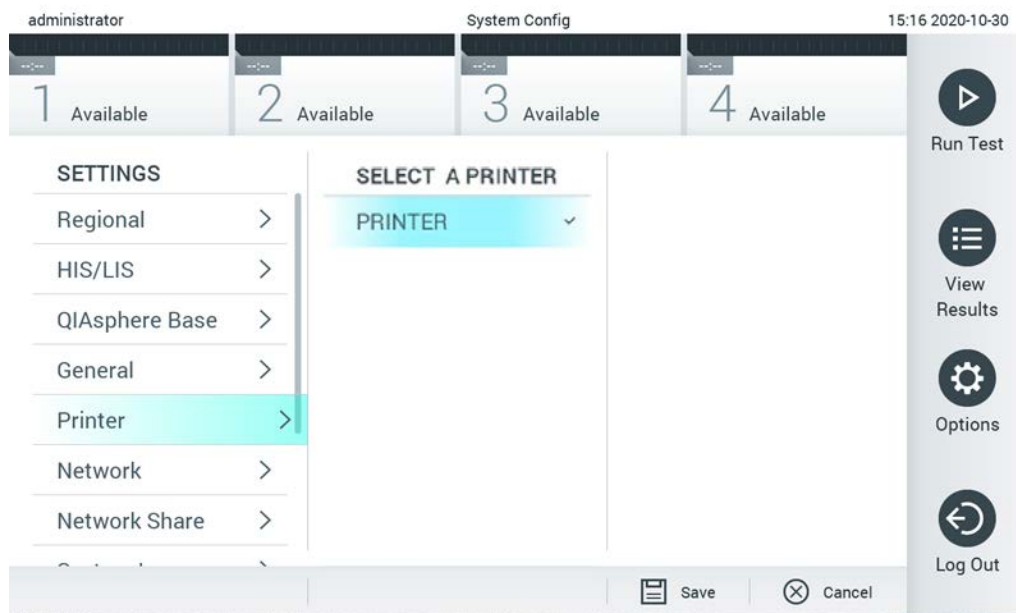 administrator
System Config
15:16 2020-10-30
--:--
--:--
--:--
--:--
1 Available
2 Available
3 Available
4 Available
Run Test
SETTINGS
SELECT A PRINTER
Regional
PRINTER
HIS/LIS
View
Results
QIAsphere Base
General
Printer
Options
Network
Network Share
Log Out
Save
Cancel